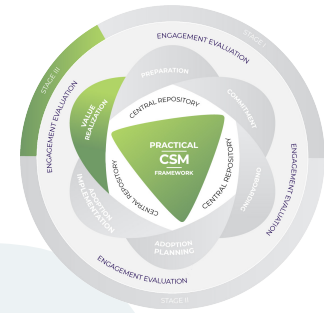 STAGE I
ENGAGEMENT EVALUATION
PREPARATION
COMMITMENT
ONBOARDING
ADOPTION
PLANNING
ADOPTION
IMPLEMENTATION
VALUE
REALIZATION
CENTRAL REPOSITORY
CENTRAL REPOSITORY
CENTRAL REPOSITORY
PRACTICAL
CSM
FRAMEWORK
ENGAGEMENT EVALUATION
ENGAGEMENT EVALUATION
ENGAGEMENT EVALUATION
STAGE II
STAGE III